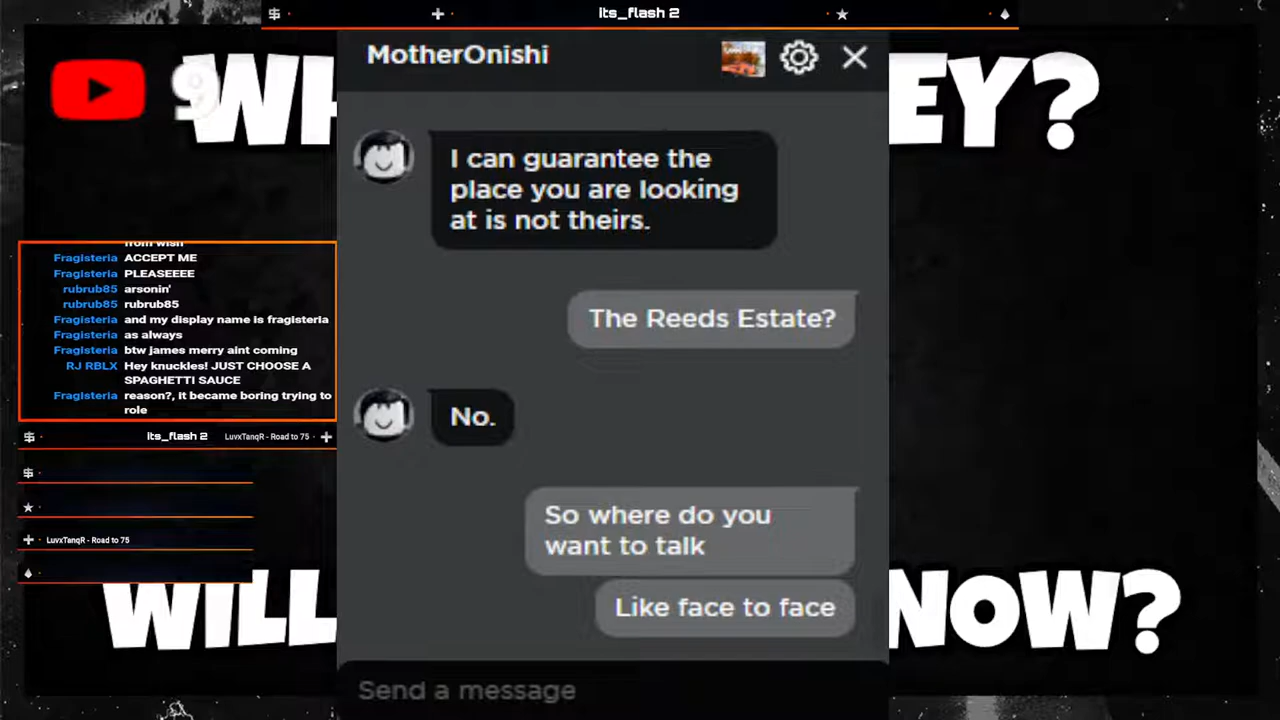 its_flash 2
9
WH
EY?
MotherOnishi
I can guarantee the
place you are looking
at is not theirs.
The Reeds Estate?
No.
So where do you
want to talk
Like face to face
Send a message
from wish
Fragisteria ACCEPT ME
Fragisteria PLEASEEEE
rubrub85 arsonin'
rubrub85 rubrub85
Fragisteria and my display name is fragisteria
Fragisteria as always
Fragisteria btw james merry aint coming
RJ RBLX Hey knuckles! JUST CHOOSE A
SPAGHETTI SAUCE
Fragisteria reason?, it became boring trying to
role
its_flash 2 LuvxTanqR - Road to 75
LuvxTanqR - Road to 75
WILL
NOW?